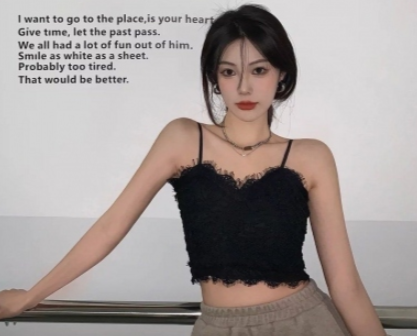 I want to go to the place,is your heart
Give time, let the past pass.
We all had a lot of fun out of him.
Smile as white as a sheet.
Probably too tired.
That would be better.